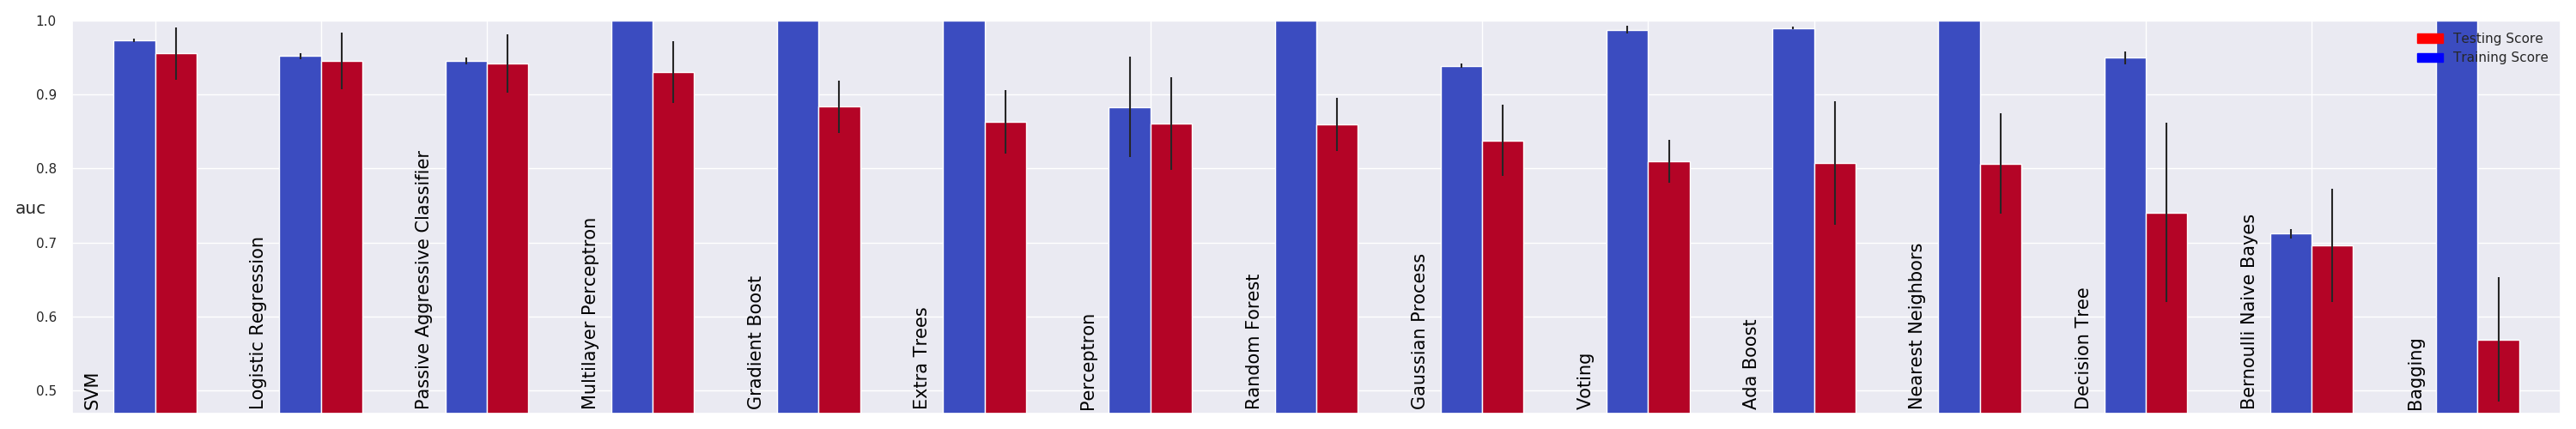 1.0
0.9
0.8
0.7
0.6
0.5
auc
SVM
Logistic Regression
Passive Aggressive Classifier
Multilayer Perceptron
Gradient Boost
Extra Trees
Perceptron
Random Forest
Gaussian Process
Voting
Ada Boost
Nearest Neighbors
Decision Tree
Bernoulli Naive Bayes
Bagging
Testing Score
Training Score